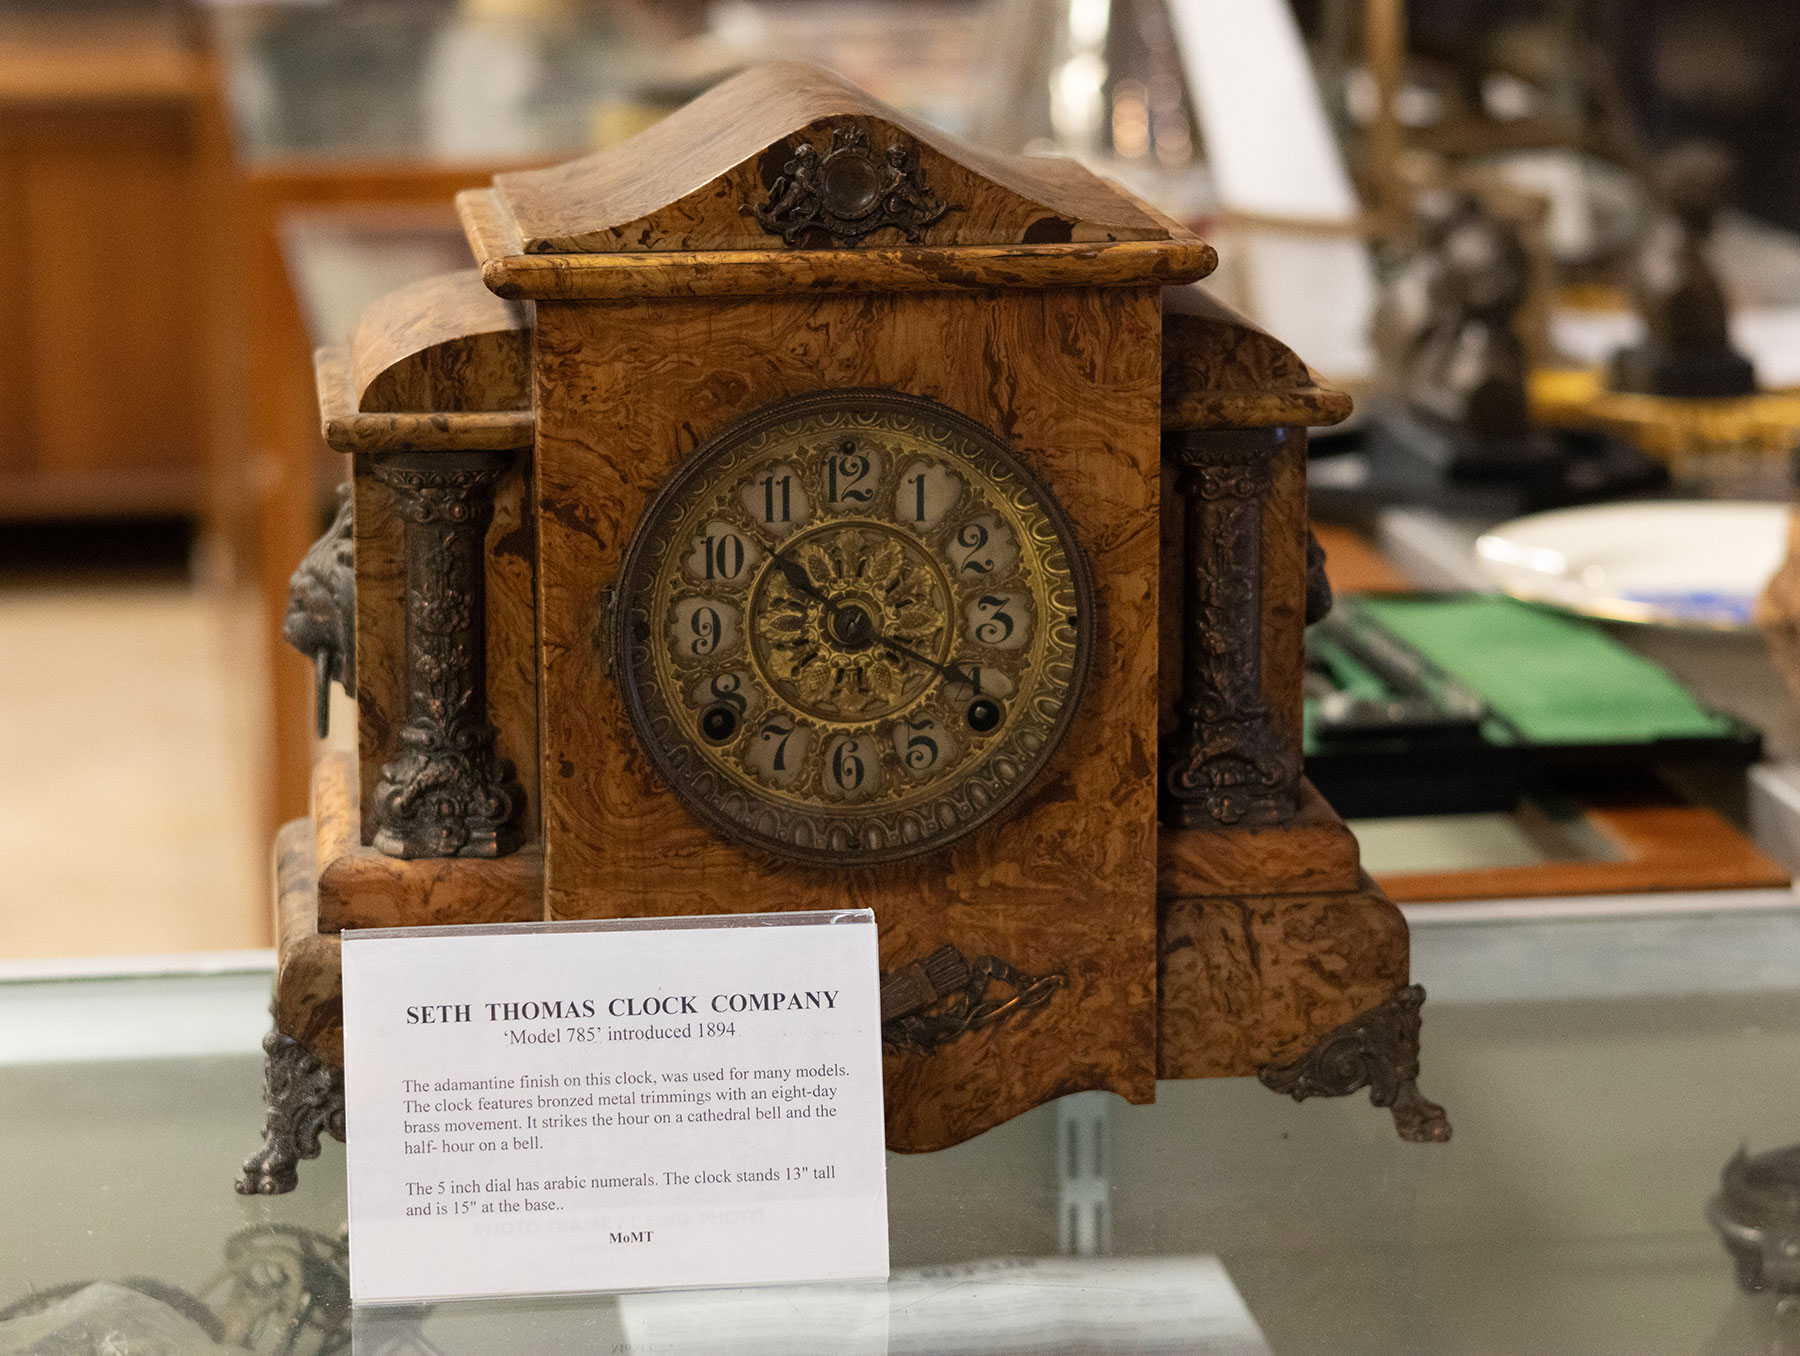 12
11
1
10
2
9
3
8
4
7
5
6
SETH THOMAS CLOCK COMPANY
‘Model 785’ introduced 1894
The adamantine finish on this clock, was used for many models.
The clock features bronzed metal trimmings with an eight-day
brass movement. It strikes the hour on a cathedral bell and the
half- hour on a bell.
The 5 inch dial has arabic numerals. The clock stands 13" tall
and is 15" at the base..
MoMT